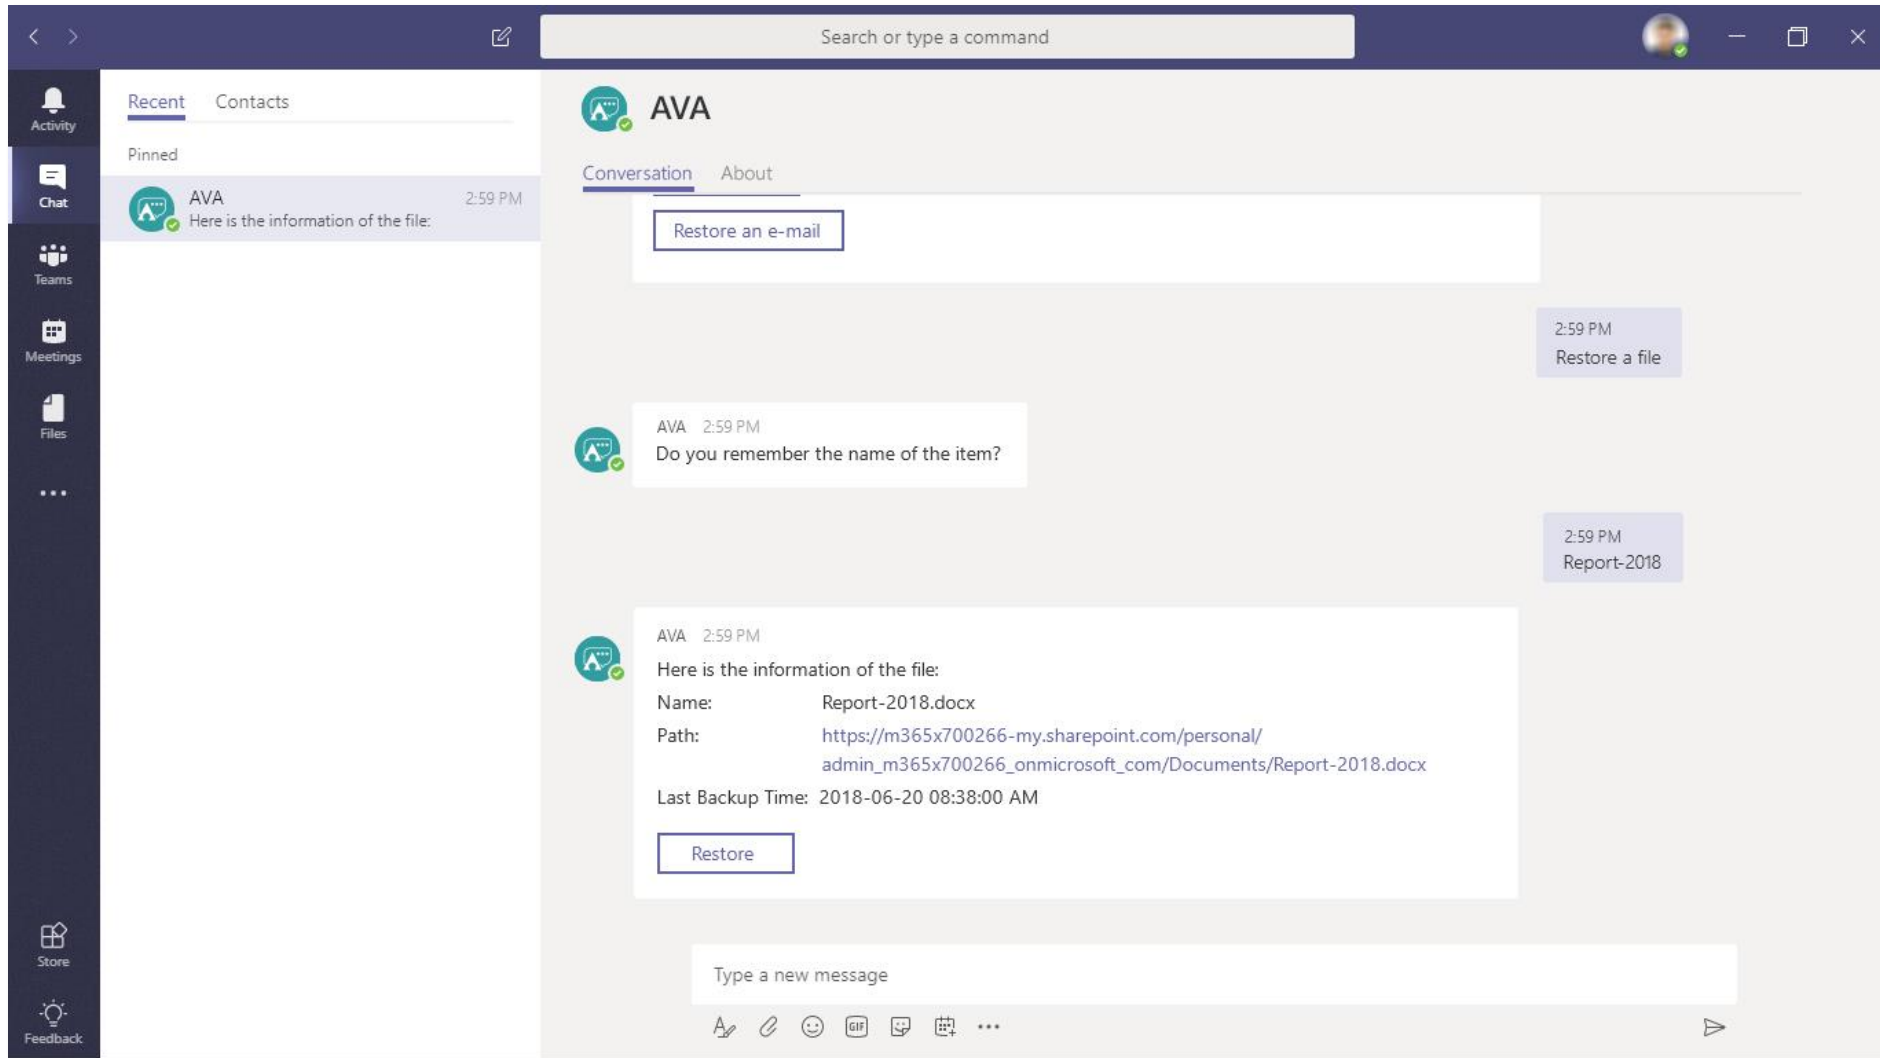 Search or type a command
Activity
Chat
Teams
Meetings
Files
Store
Feedback
Recent Contacts
Pinned
AVA 2:59 PM
Here is the information of the file:
AVA
Conversation About
Restore an e-mail
2:59 PM
Restore a file
AVA 2:59 PM
Do you remember the name of the item?
2:59 PM
Report-2018
AVA 2:59 PM
Here is the information of the file:
Name: Report-2018.docx
Path: https://m365x700266-my.sharepoint.com/personal/
admin_m365x700266_onmicrosoft_com/Documents/Report-2018.docx
Last Backup Time: 2018-06-20 08:38:00 AM
Restore
Type a new message
GIF